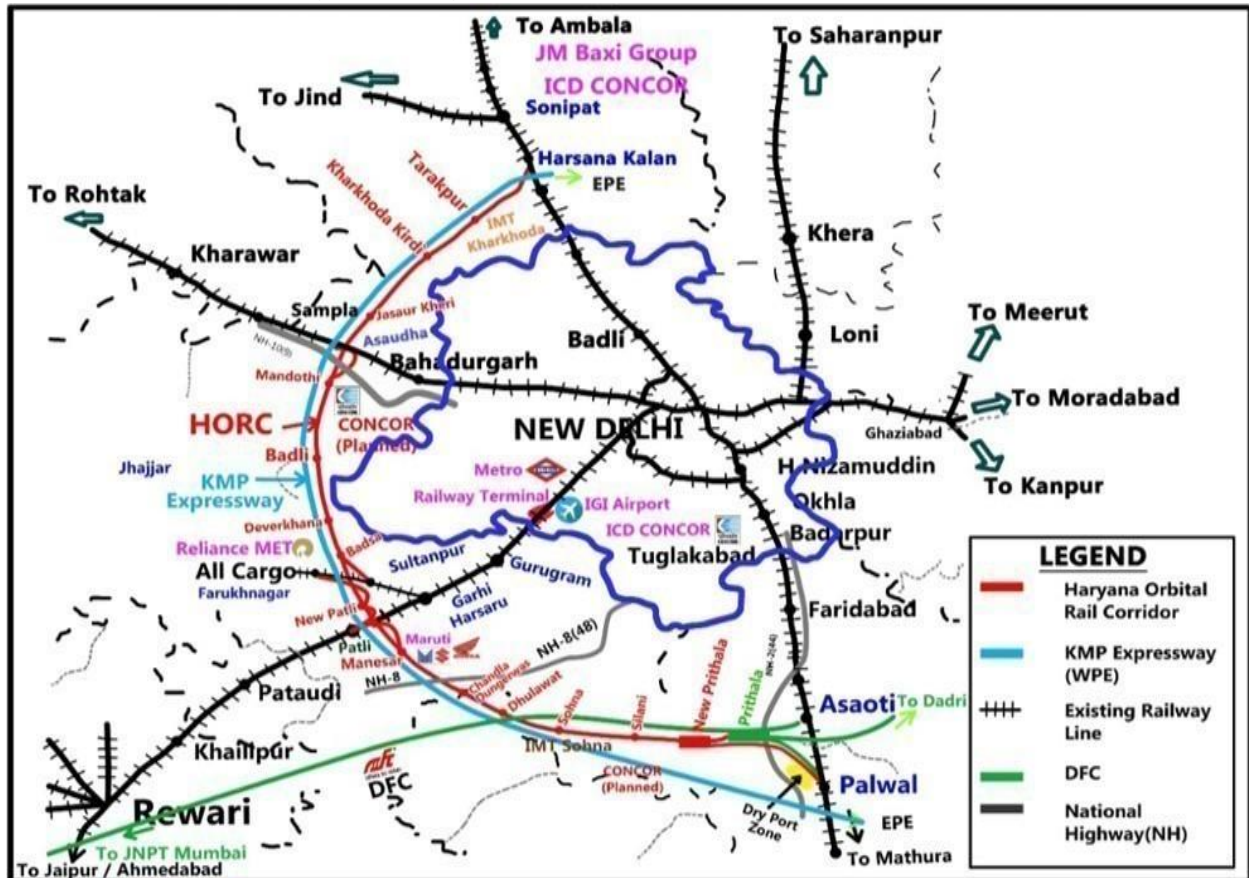 To Ambala
JM Baxi Group
ICD CONCOR
To Saharanpur
To Jind
Sonipat
Harsana Kalan
EPE
Tarakpur
Kharkhoda Kirdi
IMT
Kharkhoda
To Rohtak
Kharawar
Khera
Sampla
Jasaur Kheri
Asaudha
NH-10(9)
Badli
Loni
To Meerut
Mandothi
Bahadurgarh
To Moradabad
HORC
CONCOR
(Planned)
NEW DELHI
Ghaziabad
Badli
Jhajjar
KMP
Expressway
Metro
H.Nizamuddin
To Kanpur
Railway Terminal
IGI Airport
Okhla
Deverkhana
ICD CONCOR
Badarpur
Reliance MET
Badsa
Sultanpur
Tuglakabad
All Cargo
Gurugram
Farukhnagar
Garhi
Harsaru
Faridabad
New Patli
Patli
Maruti
NH-8(48)
NH-2(44)
Manesar
NH-8
Pataudi
Chandla
Dungerwas
Dhulawat
Sohna
Silani
New Prithala
Prithala
Asaoti
To Dadri
Khailpur
IMT Sohna
DFC
CONCOR
(Planned)
Palwal
Rewari
Dry Port
Zone
EPE
To JNPT Mumbai
To Mathura
To Jaipur / Ahmedabad
LEGEND
Haryana Orbital
Rail Corridor
KMP Expressway
(WPE)
Existing Railway
Line
DFC
National
Highway(NH)